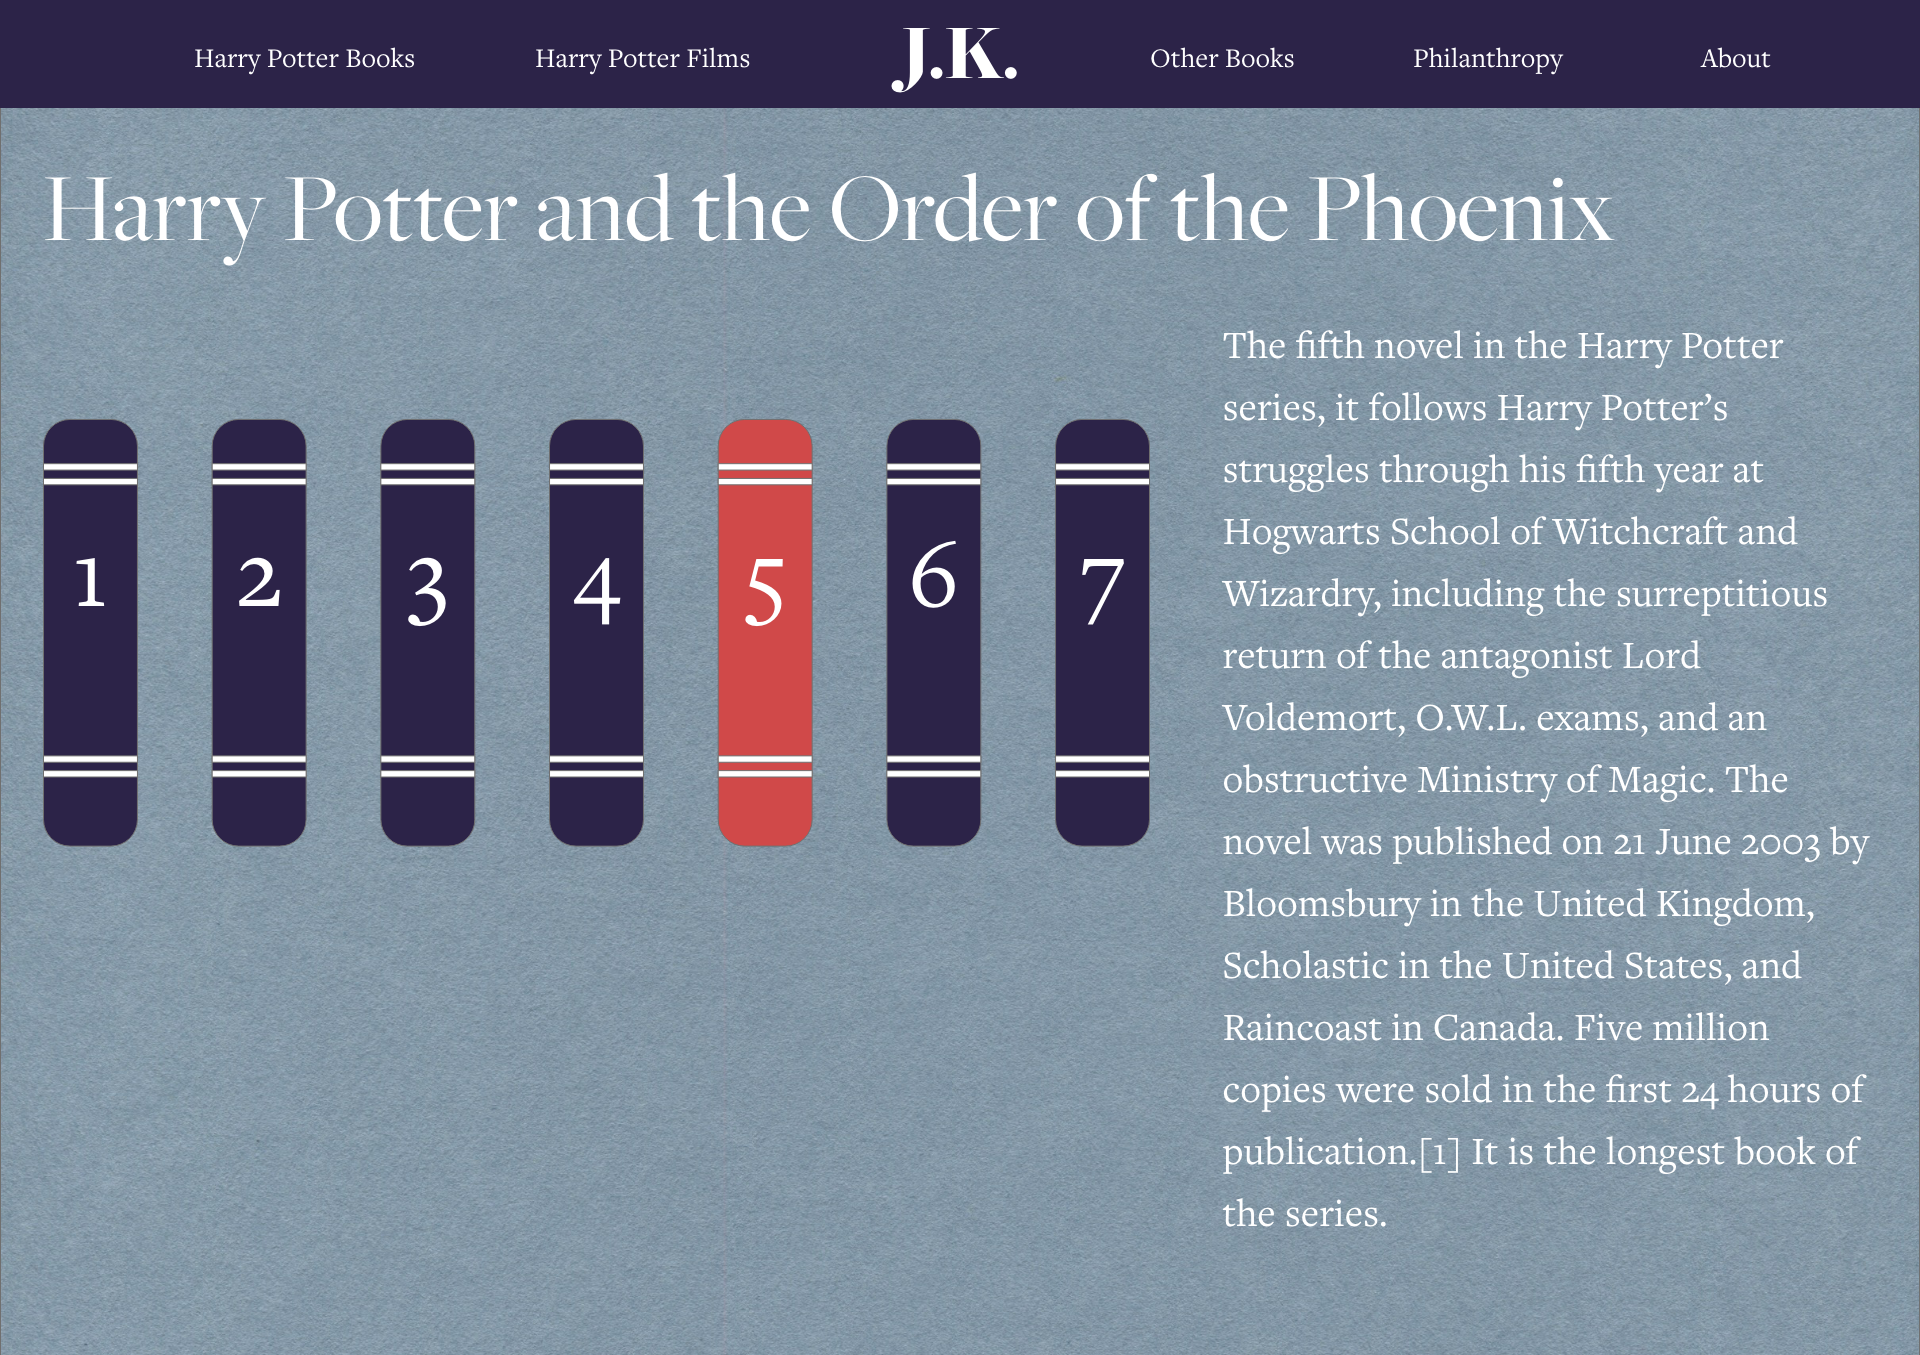 Harry Potter Books
Harry Potter Films
J.K.
Other Books
Philanthropy
About
Harry Potter and the Order of the Phoenix
1
2
3
4
5
6
7
The fifth novel in the Harry Potter
series, it follows Harry Potter’s
struggles through his fifth year at
Hogwarts School of Witchcraft and
Wizardry, including the surreptitious
return of the antagonist Lord
Voldemort, O.W.L. exams, and an
obstructive Ministry of Magic. The
novel was published on 21 June 2003 by
Bloomsbury in the United Kingdom,
Scholastic in the United States, and
Raincoast in Canada. Five million
copies were sold in the first 24 hours of
publication.[1] It is the longest book of
the series.